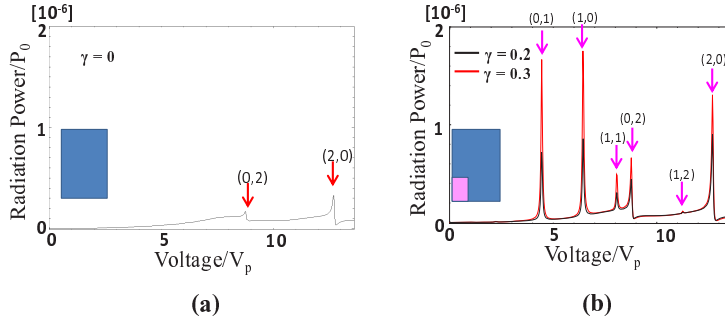 [10-6]
(a)
2
γ = 0
Radiation Power/P0
1
(0,2)
(2,0)
0
0
5
10
Voltage/Vp
(a)
[10-6]
(b)
2
(0,1)
(1,0)
γ = 0.2
γ = 0.3
(2,0)
Radiation Power/P0
1
(0,2)
(1,1)
(1,2)
0
0
5
10
Voltage/Vp
(b)